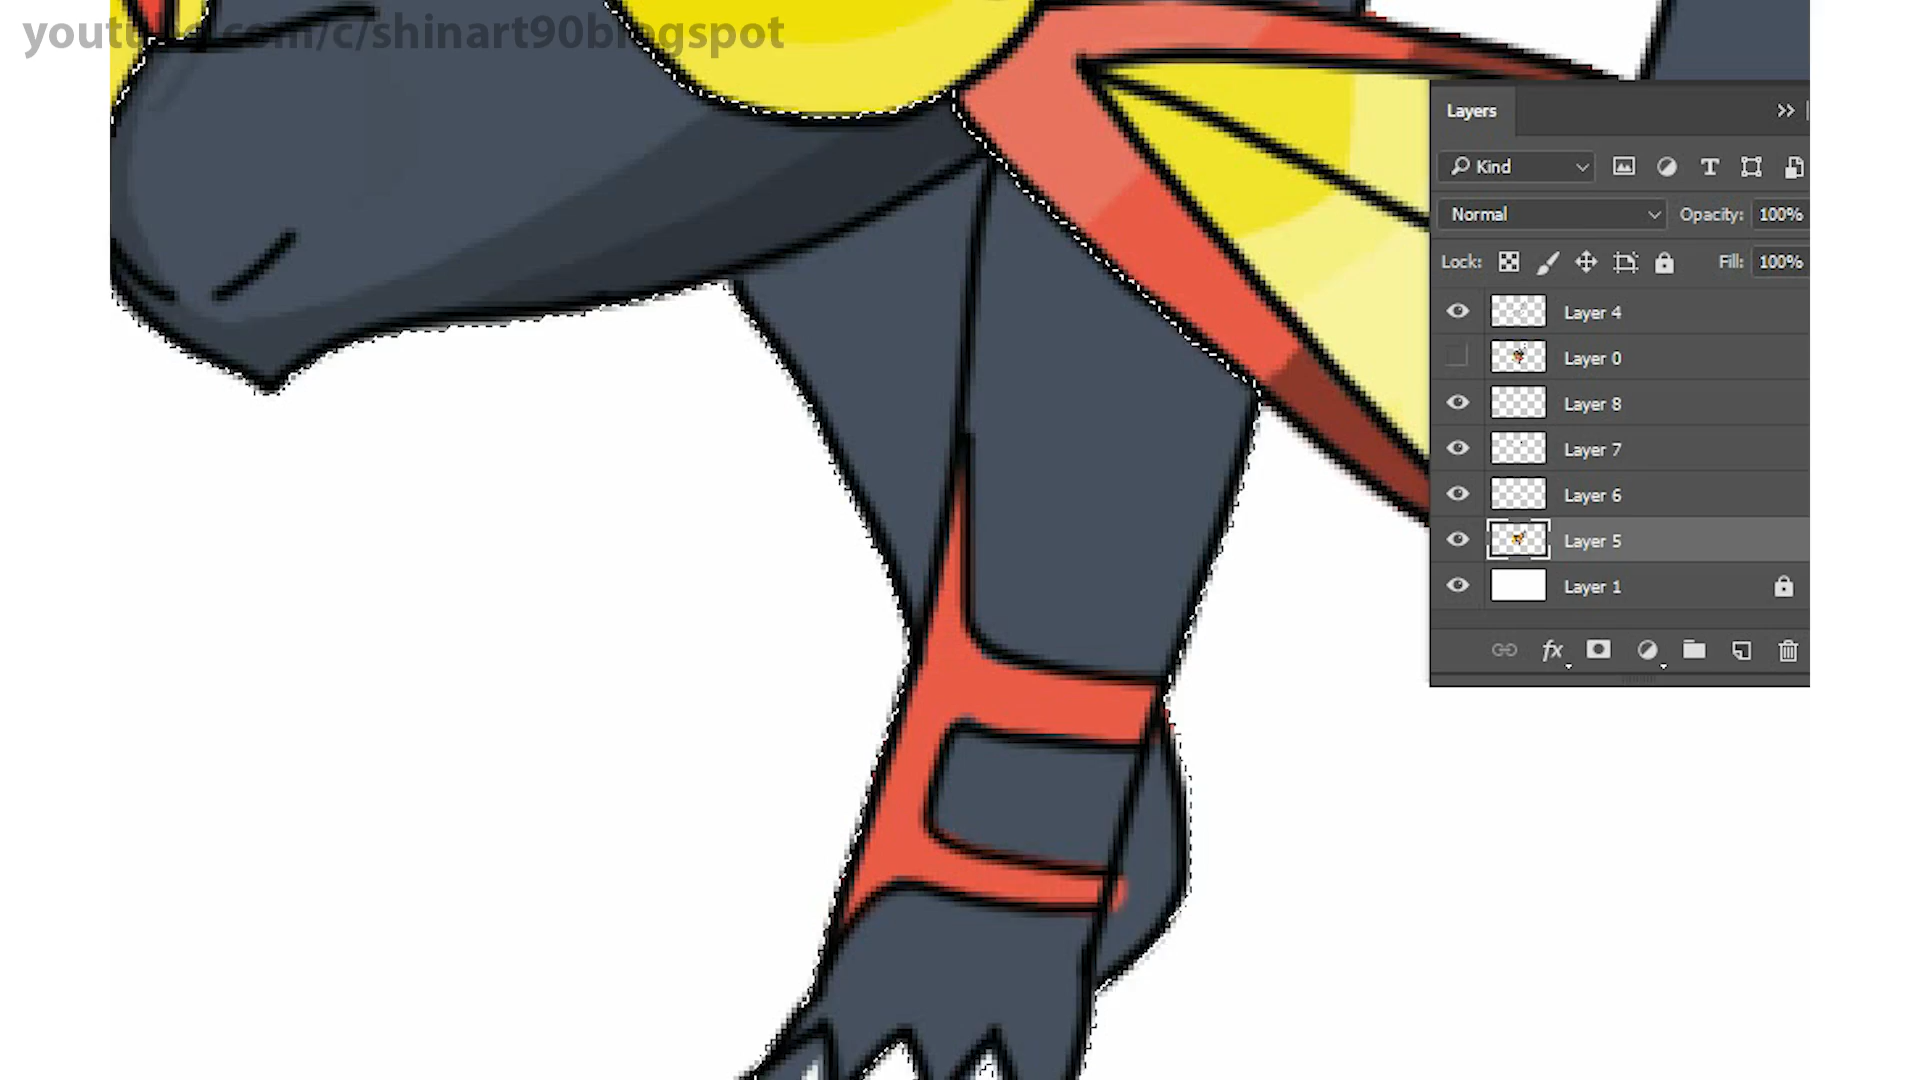 youtube.com/c/shinart90blogspot
Layers
Kind
Normal
Opacity: 100%
Lock:
Fill: 100%
Layer 4
Layer 0
Layer 8
Layer 7
Layer 6
Layer 5
Layer 1
fx